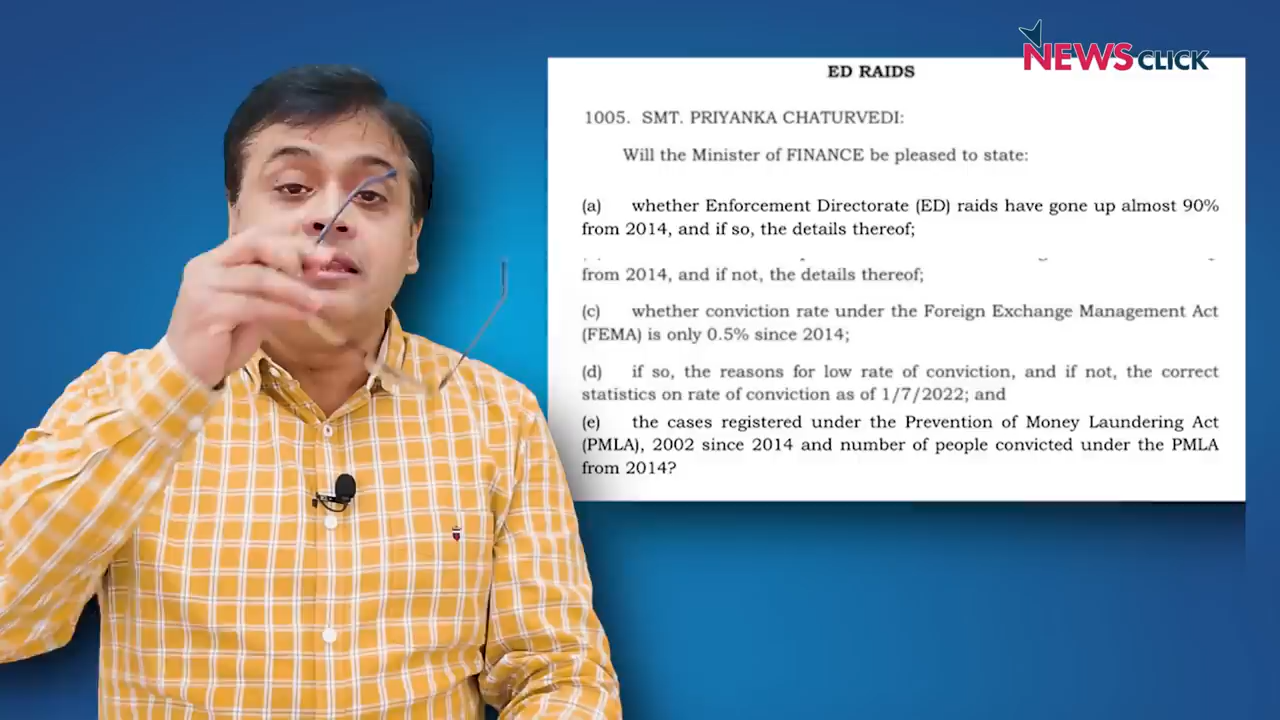 NEWSCLICK
ED RAIDS
1005. SMT. PRIYANKA CHATURVEDI:
Will the Minister of FINANCE be pleased to state:
(a) whether Enforcement Directorate (ED) raids have gone up almost 90%
from 2014, and if so, the details thereof;
from 2014, and if not, the details thereof;
(c) whether conviction rate under the Foreign Exchange Management Act
(FEMA) is only 0.5% since 2014;
(d) if so, the reasons for low rate of conviction, and if not, the correct
statistics on rate of conviction as of 1/7/2022; and
(e) the cases registered under the Prevention of Money Laundering Act
(PMLA), 2002 since 2014 and number of people convicted under the PMLA
from 2014?